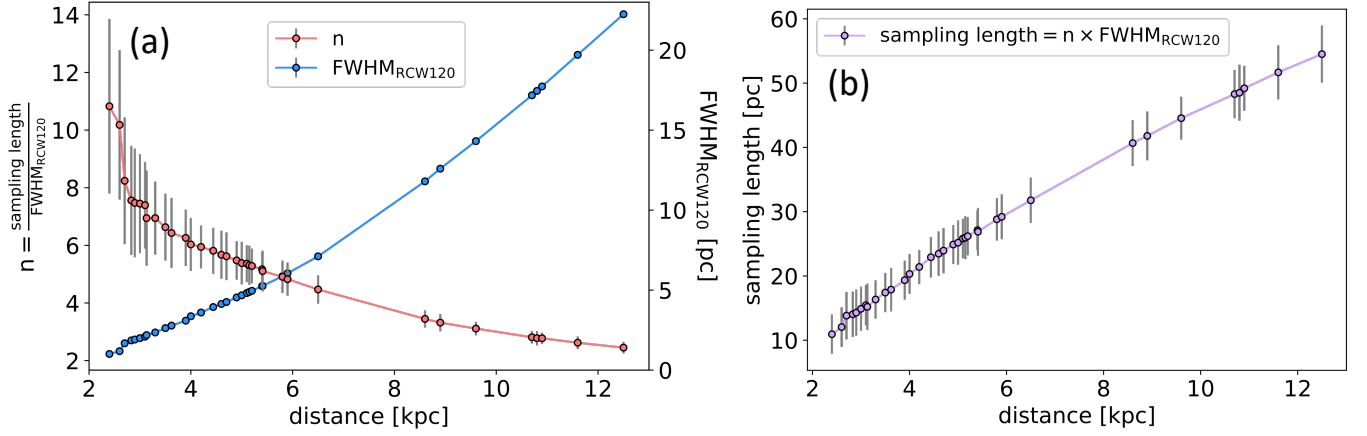 (a)
n
FWHM_RCW120
14
12
10
8
6
4
2
n = sampling length / FWHM_RCW120
20
15
10
5
0
FWHM_RCW120 [pc]
2 4 6 8 10 12
distance [kpc]
(b)
sampling length = n × FWHM_RCW120
60
50
40
30
20
10
sampling length [pc]
2 4 6 8 10 12
distance [kpc]